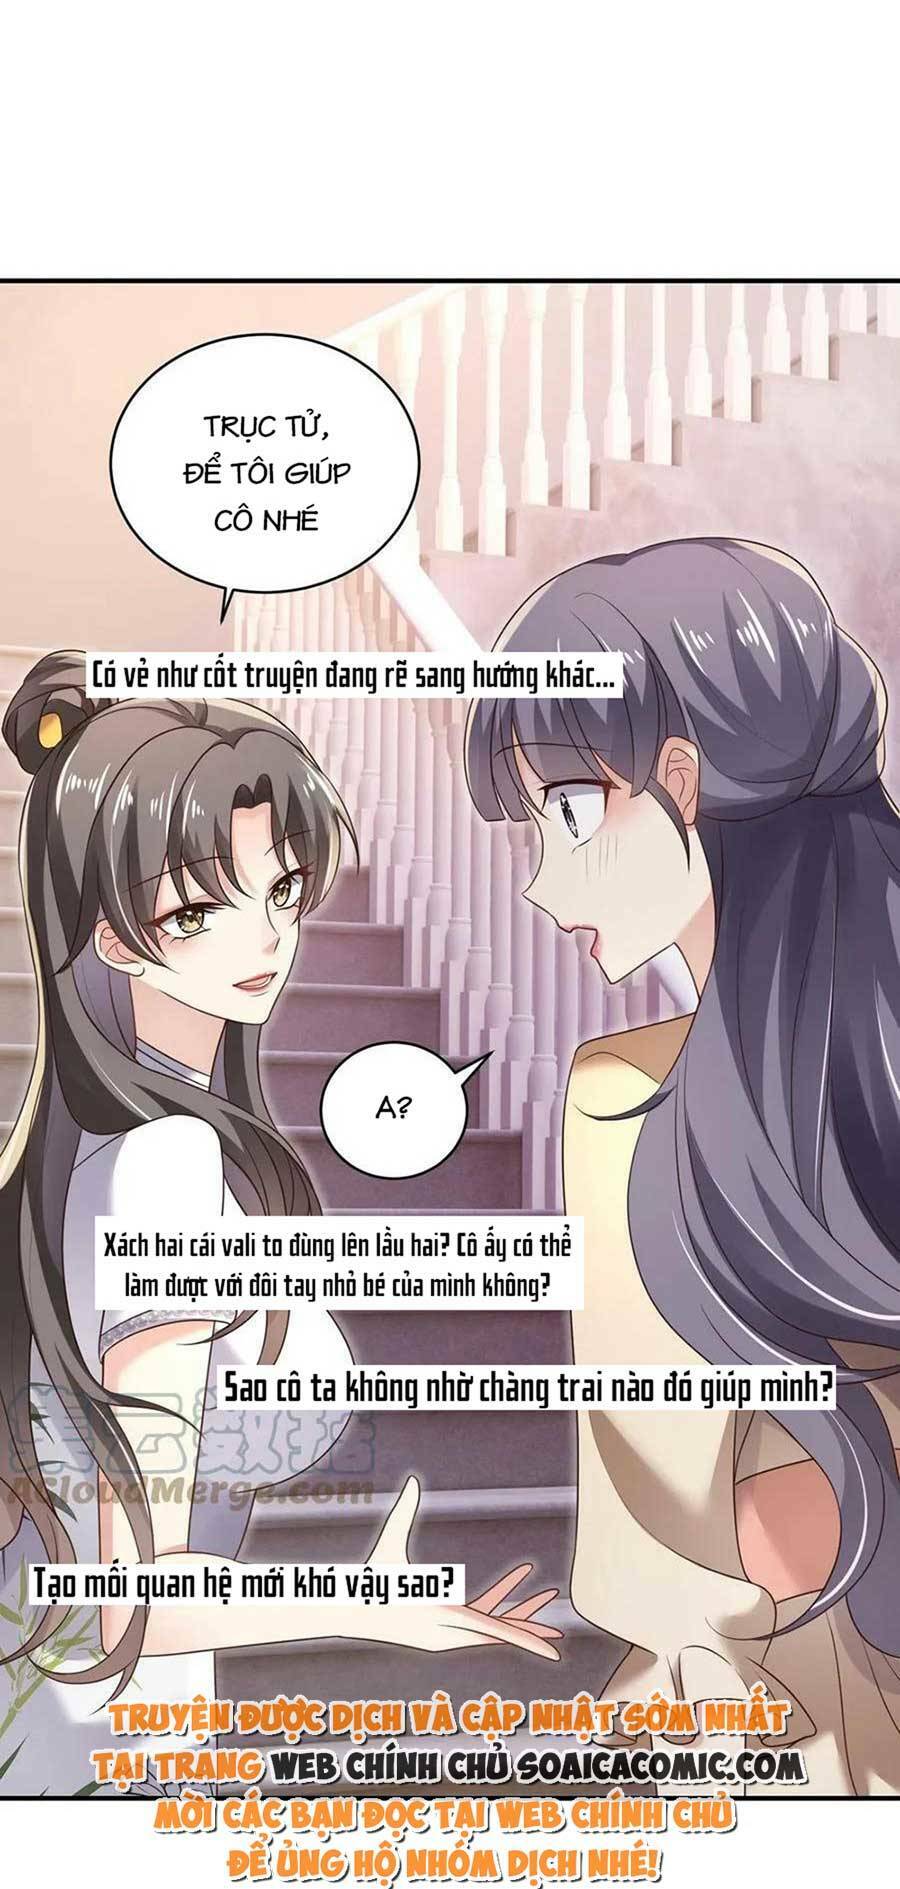 TRỤC TỬ,
ĐỂ TÔI GIÚP
CÔ NHÉ
Có vẻ như cốt truyện đang rẽ sang hướng khác...
A?
Xách hai cái vali to đùng lên lầu hai? Cô ấy có thể
làm được với đôi tay nhỏ bé của mình không?
Sao cô ta không nhờ chàng trai nào đó giúp mình?
ACloudMerge.com
Tạo mối quan hệ mới khó vậy sao?
TRUYỆN ĐƯỢC DỊCH VÀ CẬP NHẬT SỚM NHẤT
TẠI TRANG WEB CHÍNH CHỦ SOAICACOMIC.COM
MỜI CÁC BẠN ĐỌC TẠI WEB CHÍNH CHỦ
ĐỂ ỦNG HỘ NHÓM DỊCH NHÉ!